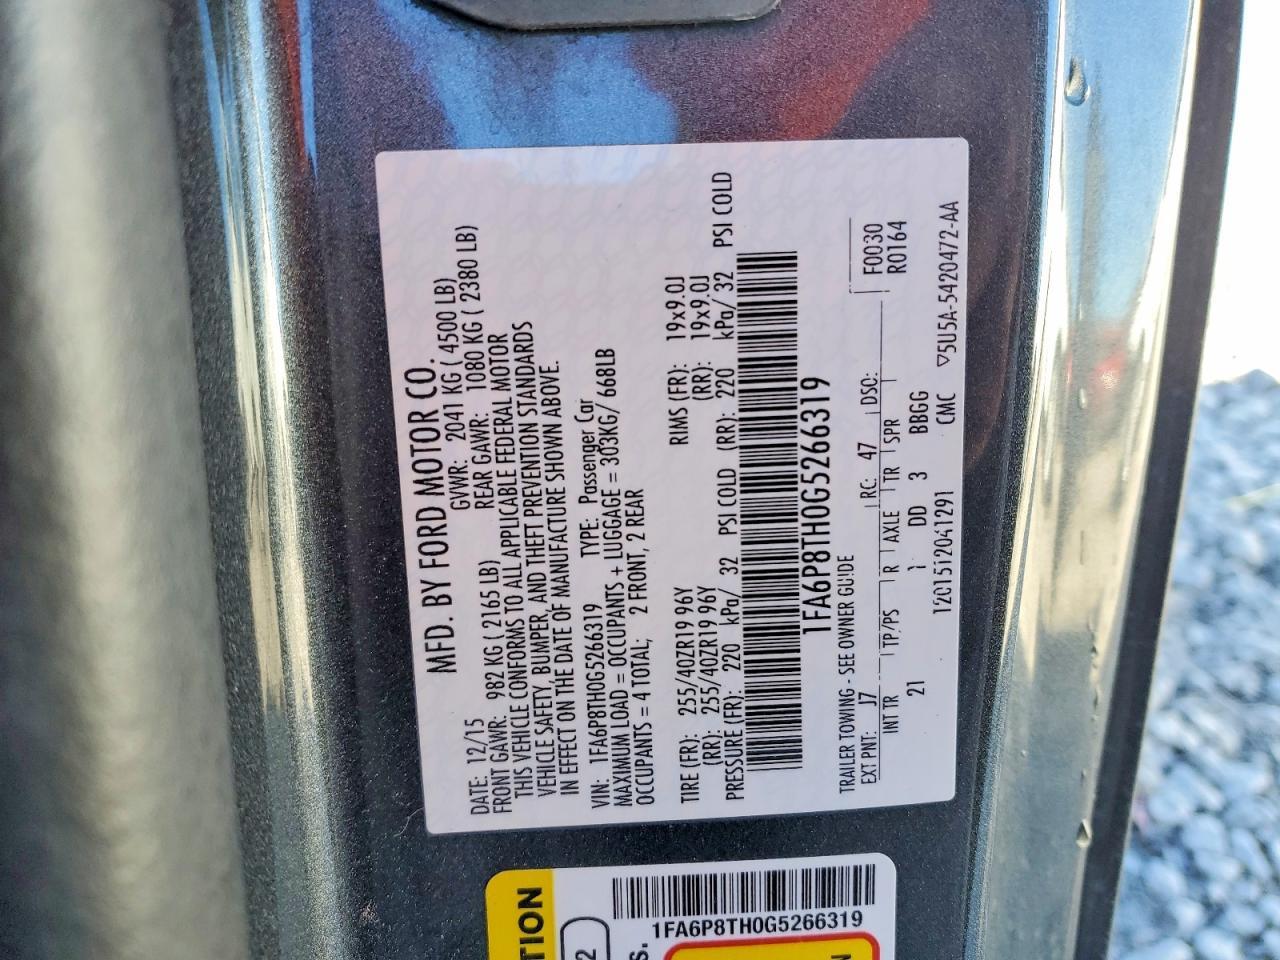 MFD. BY FORD MOTOR CO.
DATE: 12/15 GVWR: 2041 KG ( 4500 LB)
FRONT GAWR: 982 KG ( 2165 LB) REAR GAWR: 1080 KG ( 2380 LB)
THIS VEHICLE CONFORMS TO ALL APPLICABLE FEDERAL MOTOR
VEHICLE SAFETY, BUMPER, AND THEFT PREVENTION STANDARDS
IN EFFECT ON THE DATE OF MANUFACTURE SHOWN ABOVE.
VIN: 1FA6P8TH0G5266319 TYPE: Passenger Car
MAXIMUM LOAD = OCCUPANTS + LUGGAGE = 303KG/ 668LB
OCCUPANTS = 4 TOTAL; 2 FRONT, 2 REAR
TIRE (FR): 255/40ZR19 96Y RIMS (FR): 19x9.0J
(RR): 255/40ZR19 96Y (RR): 19x9.0J
PRESSURE (FR): 220 kPa/ 32 PSI COLD (RR): 220 kPa/ 32 PSI COLD
1FA6P8TH0G5266319
TRAILER TOWING - SEE OWNER GUIDE F0030
EXT PNT: J7 RC: 47 DSO: R0164
INT TR TP/PS R AXLE TR SPR
21 1 DD 3 BBGG
1201512041291 CMC ▽5U5A-5420472-AA
TION
2
S.
1FA6P8TH0G5266319
N